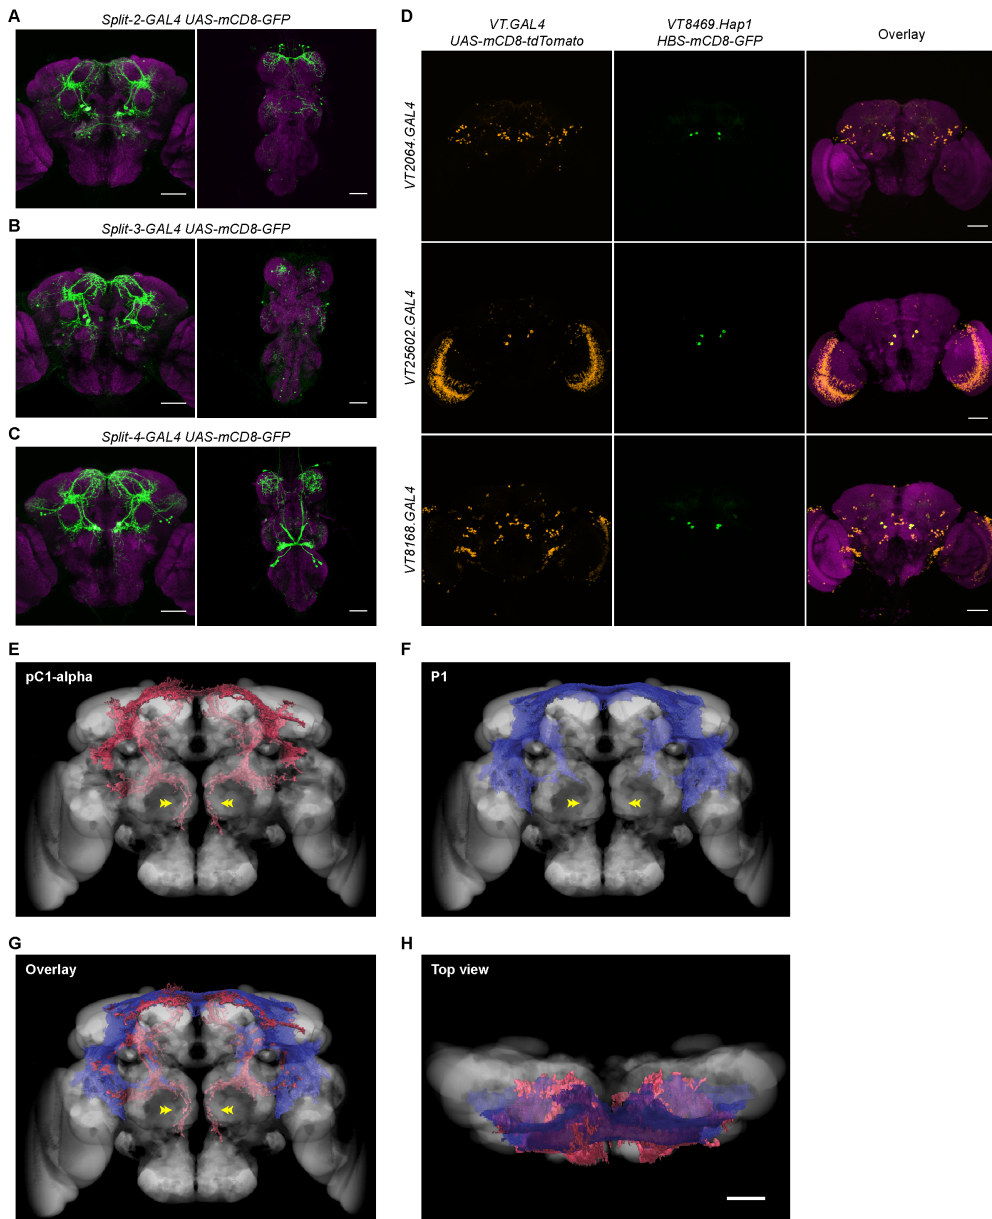 A
Split-2-GAL4 UAS-mCD8-GFP
B
Split-3-GAL4 UAS-mCD8-GFP
C
Split-4-GAL4 UAS-mCD8-GFP
D
VT.GAL4
UAS-mCD8-tdTomato
VT8469.Hap1
HBS-mCD8-GFP
Overlay
VT2064.GAL4
VT25602.GAL4
VT8168.GAL4
E
pC1-alpha
F
P1
G
Overlay
H
Top view